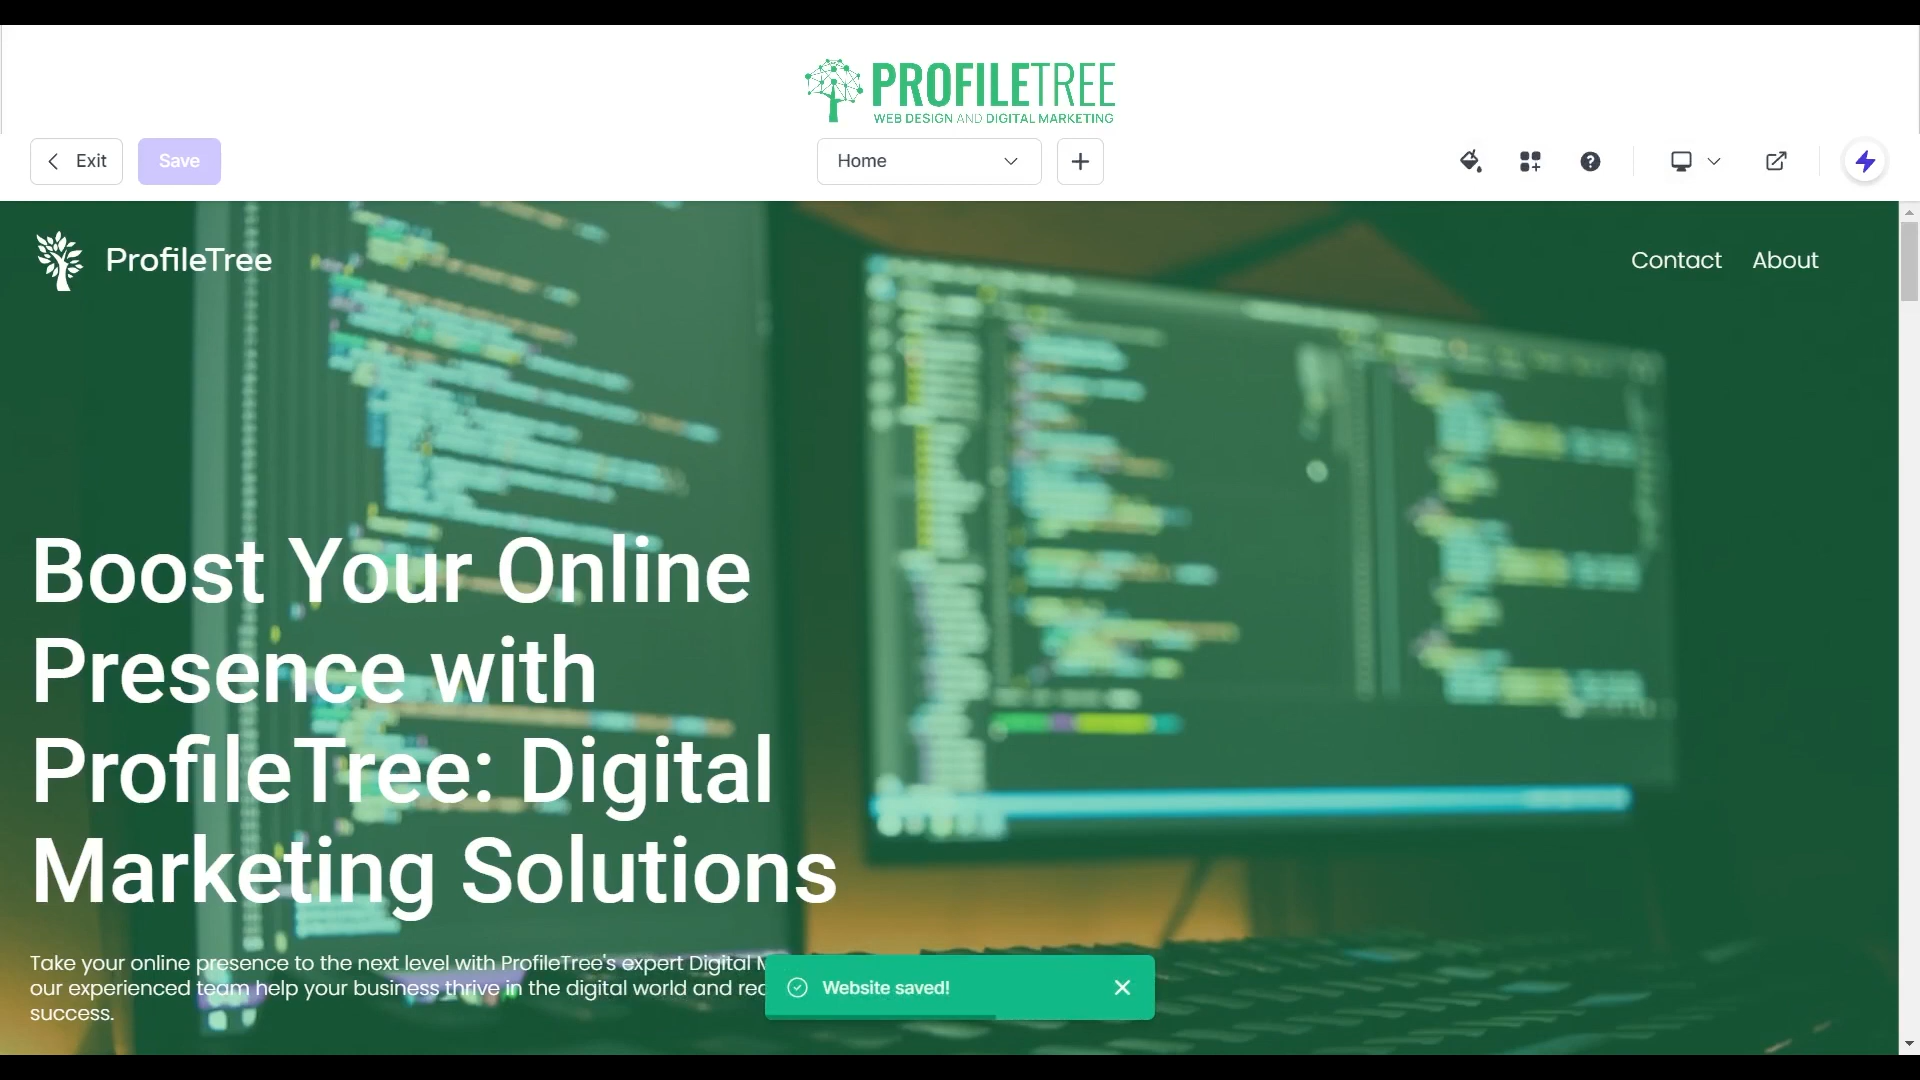 PROFILETREE
WEB DESIGN AND DIGITAL MARKETING
Exit
Save
Home
ProfileTree
Contact
About
Boost Your Online
Presence with
ProfileTree: Digital
Marketing Solutions
Take your online presence to the next level with ProfileTree's expert Digital
our experienced team help your business thrive in the digital world and
success.
Website saved!